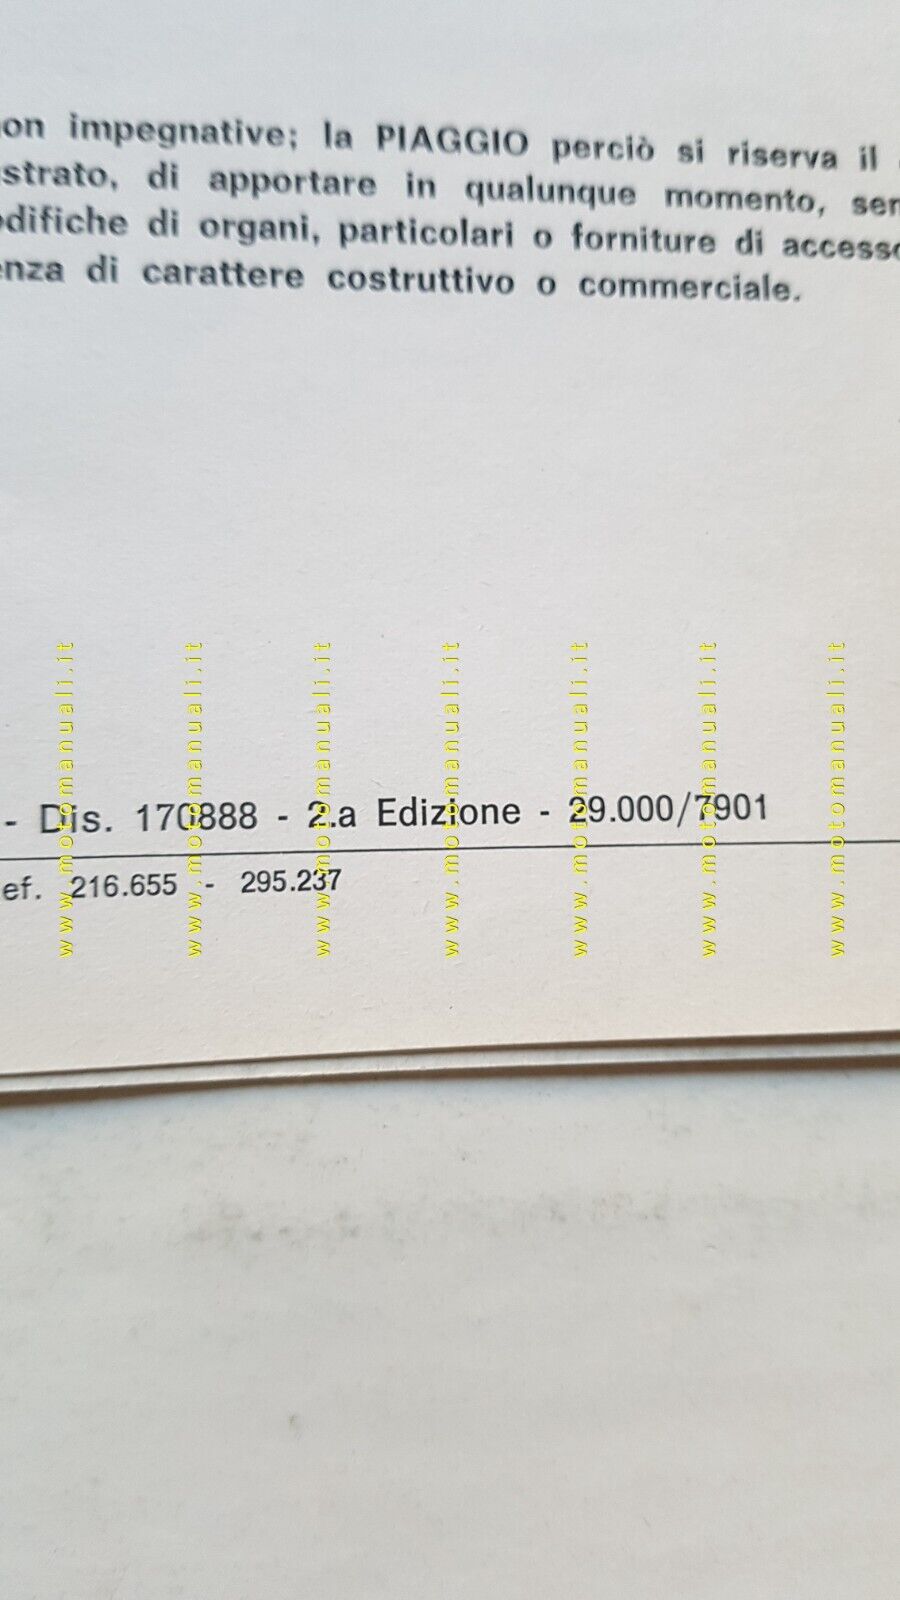 on impegnative; la PIAGGIO perciò si riserva il
strato, di apportare in qualunque momento, sen
odifiche di organi, particolari o forniture di accesso
enza di carattere costruttivo o commerciale.
- Dis. 170888 - 2.a Edizione - 29.000/7901
ef. 216.655 - 295.237
www.motomanuali.it
www.motomanuali.it
www.motomanuali.it
www.motomanuali.it
www.motomanuali.it
www.motomanuali.it
www.motomanuali.it